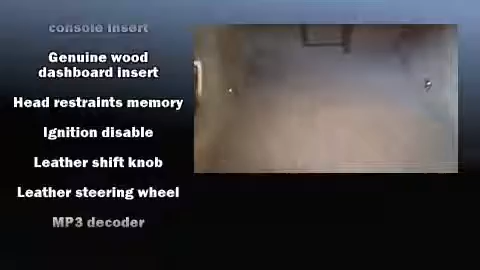 console insert
Genuine wood
dashboard insert
Head restraints memory
Ignition disable
Leather shift knob
Leather steering wheel
MP3 decoder